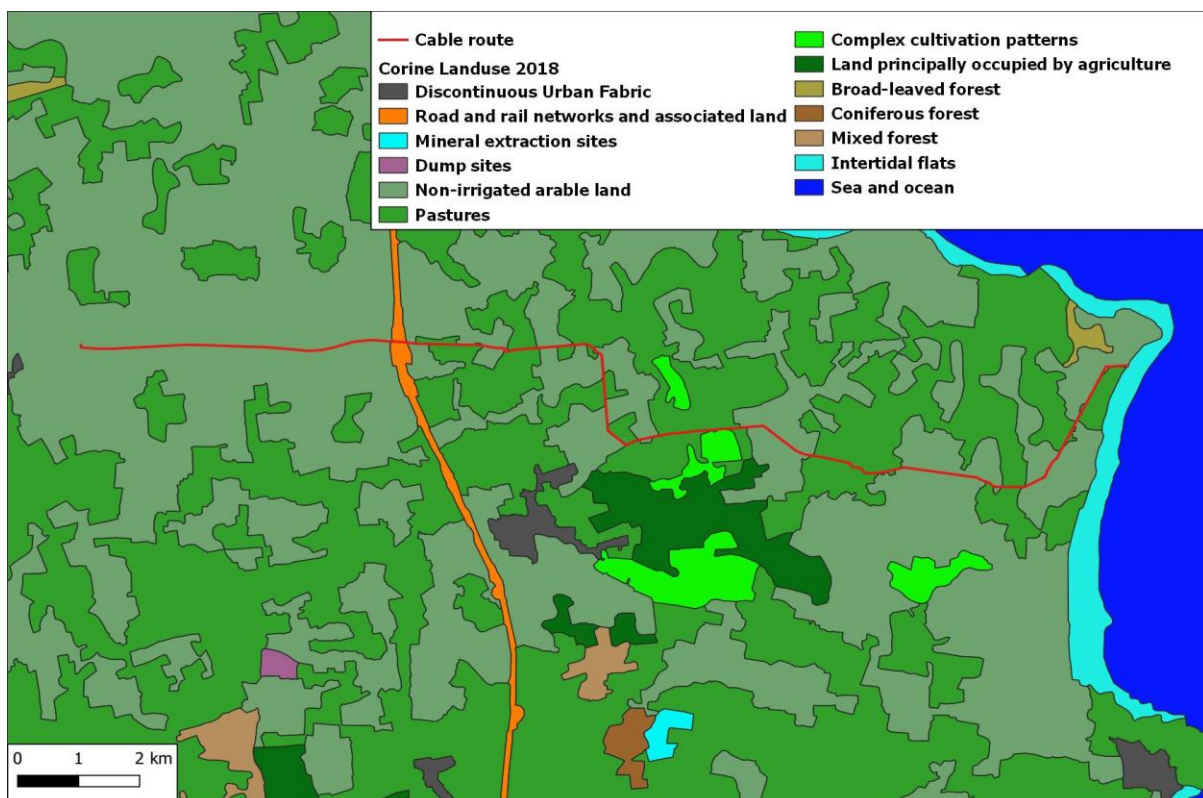 Cable route
Corine Landuse 2018
Discontinuous Urban Fabric
Road and rail networks and associated land
Mineral extraction sites
Dump sites
Non-irrigated arable land
Pastures
Complex cultivation patterns
Land principally occupied by agriculture
Broad-leaved forest
Coniferous forest
Mixed forest
Intertidal flats
Sea and ocean
0 1 2 km